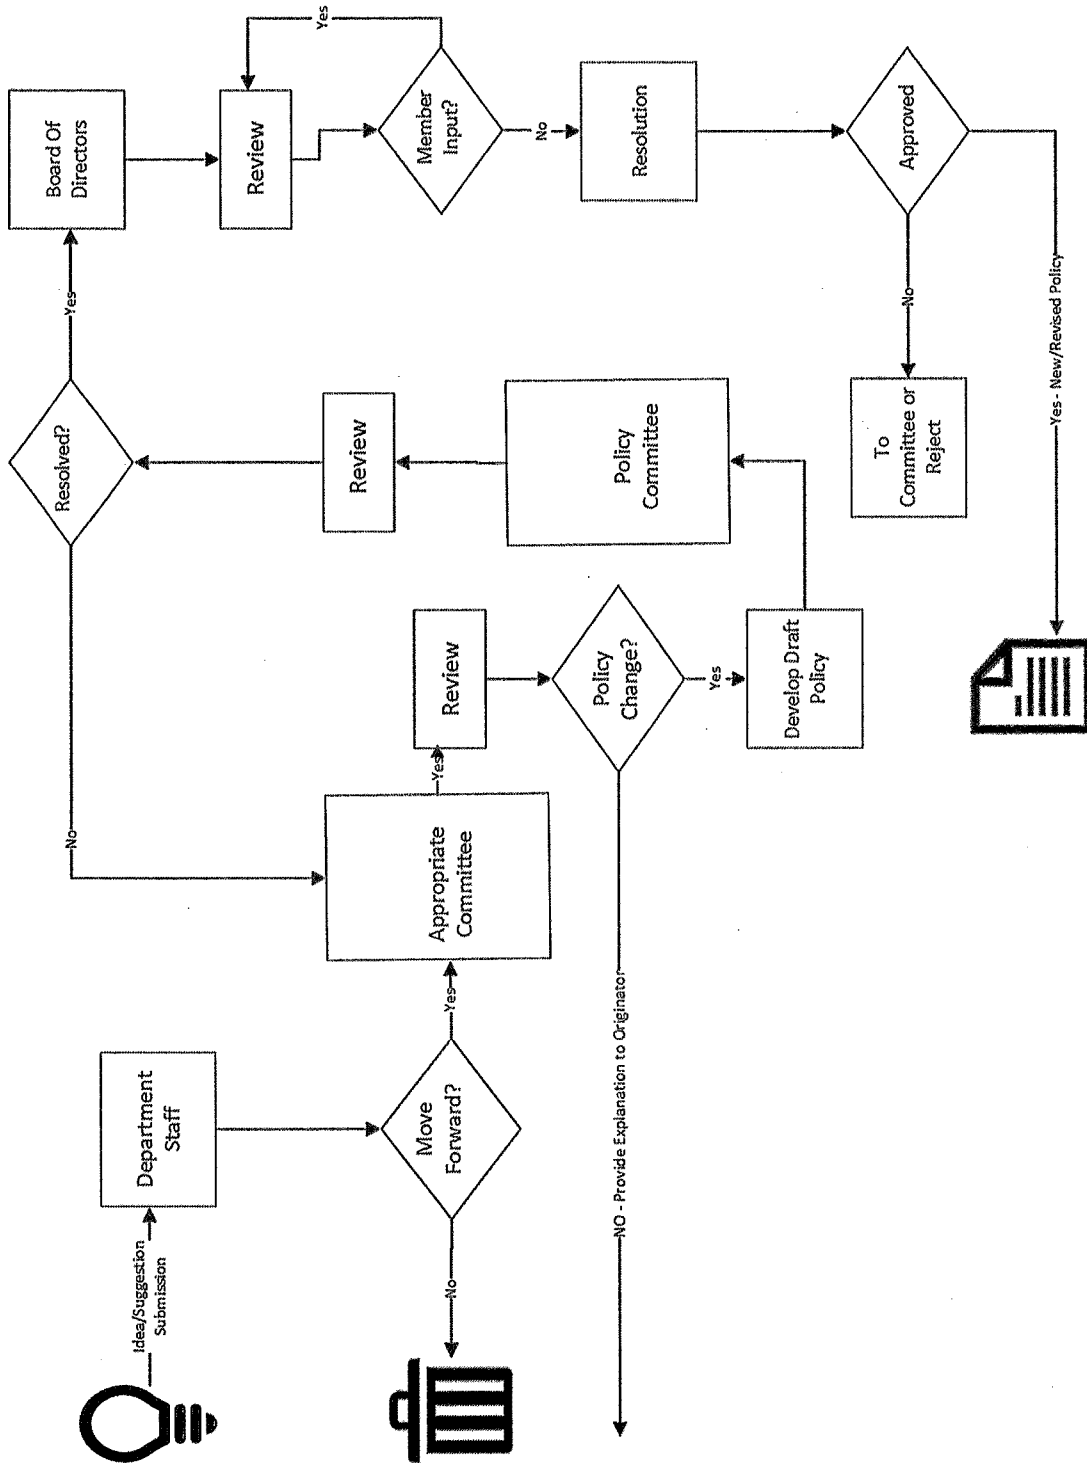 Idea/Suggestion
Submission
Department
Staff
Move
Forward?
No
Yes
Appropriate
Committee
Yes
Review
Policy
Change?
NO - Provide Explanation to Originator
Yes
Develop Draft
Policy
Policy
Committee
Review
Resolved?
No
Yes
Board Of
Directors
Review
Member
Input?
Yes
No
Resolution
Approved
No
To
Committee or
Reject
Yes - New/Revised Policy